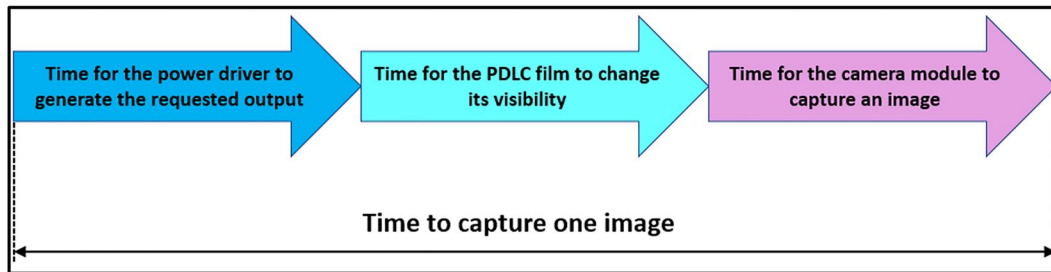 Time for the power driver to
generate the requested output
Time for the PDLC film to change
its visibility
Time for the camera module to
capture an image
Time to capture one image